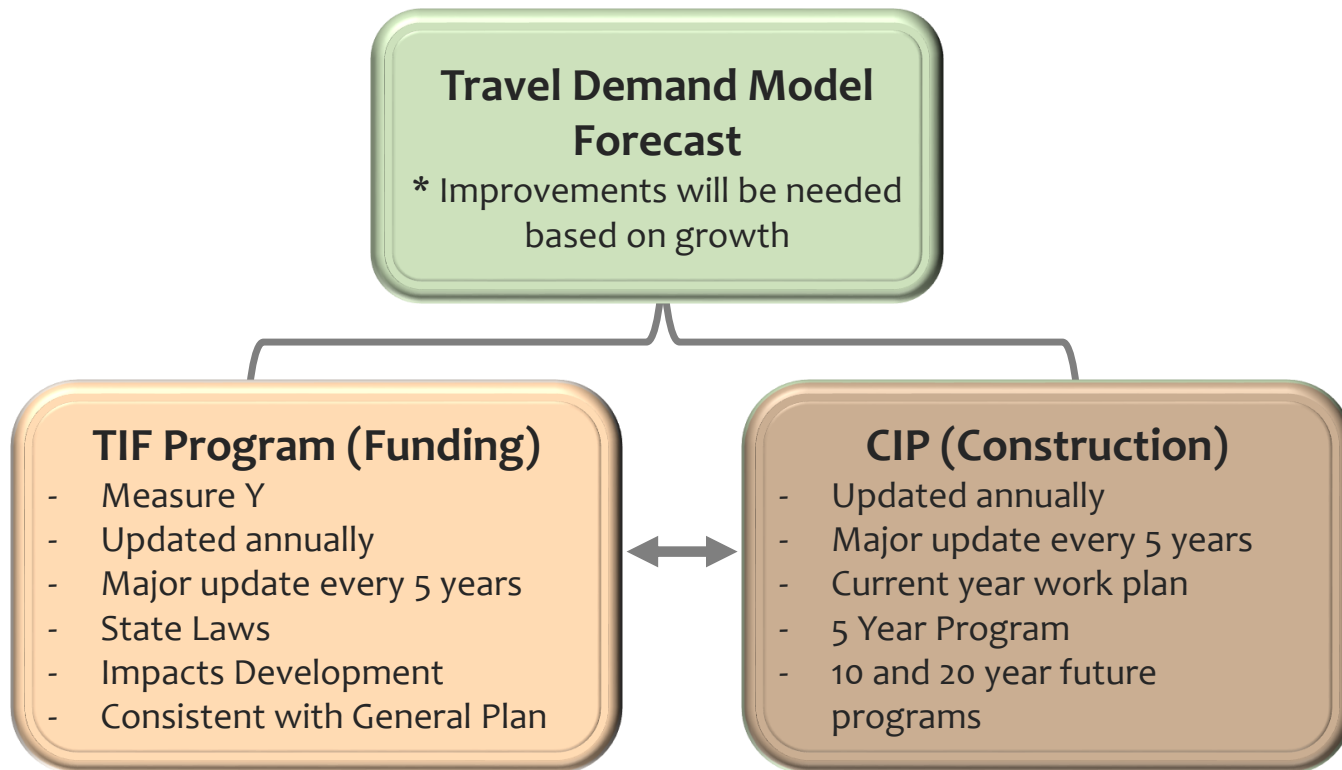 Travel Demand Model
Forecast
* Improvements will be needed
based on growth
TIF Program (Funding)
- Measure Y
- Updated annually
- Major update every 5 years
- State Laws
- Impacts Development
- Consistent with General Plan
CIP (Construction)
- Updated annually
- Major update every 5 years
- Current year work plan
- 5 Year Program
- 10 and 20 year future
programs